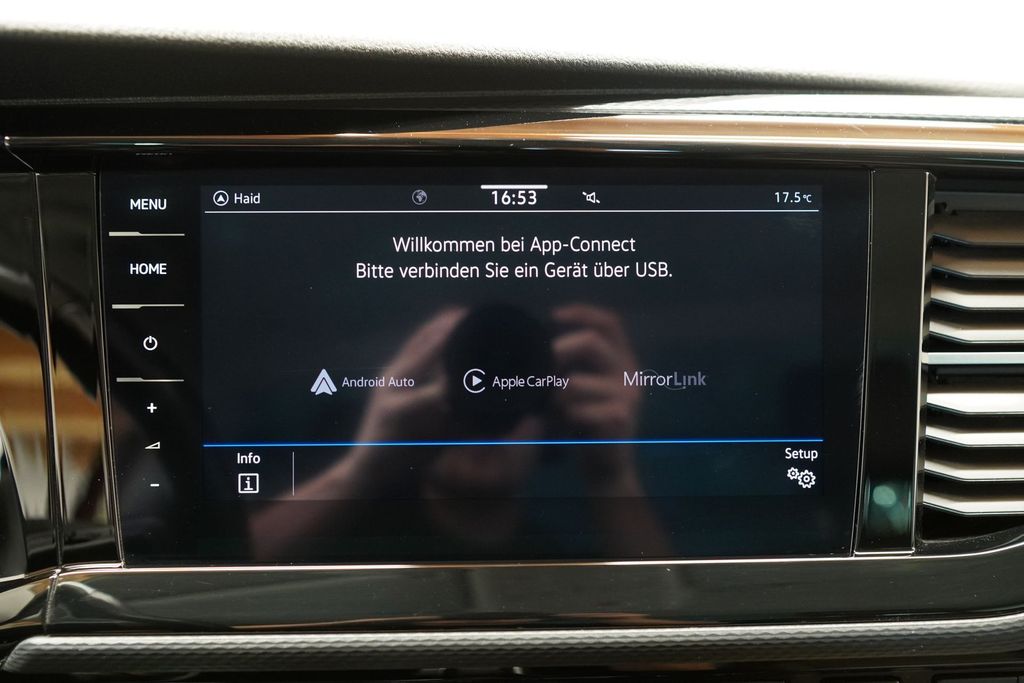 MENU
HOME
+
-
Haid
16:53
17.5°C
Willkommen bei App-Connect
Bitte verbinden Sie ein Gerät über USB.
Android Auto
Apple CarPlay
MirrorLink
Info
i
Setup